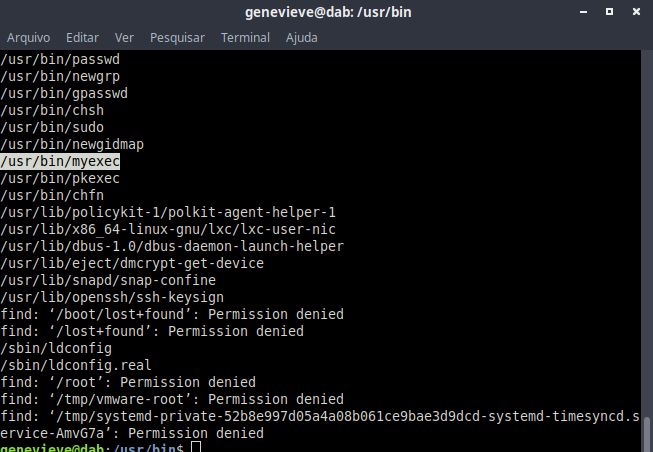 genevieve@dab: /usr/bin
Arquivo Editar Ver Pesquisar Terminal Ajuda
/usr/bin/passwd
/usr/bin/newgrp
/usr/bin/gpasswd
/usr/bin/chsh
/usr/bin/sudo
/usr/bin/newgidmap
/usr/bin/myexec
/usr/bin/pkexec
/usr/bin/chfn
/usr/lib/policykit-1/polkit-agent-helper-1
/usr/lib/x86_64-linux-gnu/lxc/lxc-user-nic
/usr/lib/dbus-1.0/dbus-daemon-launch-helper
/usr/lib/eject/dmcrypt-get-device
/usr/lib/snapd/snap-confine
/usr/lib/openssh/ssh-keysign
find: ‘/boot/lost+found’: Permission denied
find: ‘/lost+found’: Permission denied
/sbin/ldconfig
/sbin/ldconfig.real
find: ‘/root’: Permission denied
find: ‘/tmp/vmware-root’: Permission denied
find: ‘/tmp/systemd-private-52b8e997d05a4a08b061ce9bae3d9dcd-systemd-timesyncd.s
ervice-AmvG7a’: Permission denied
genevieve@dab:/usr/bin$